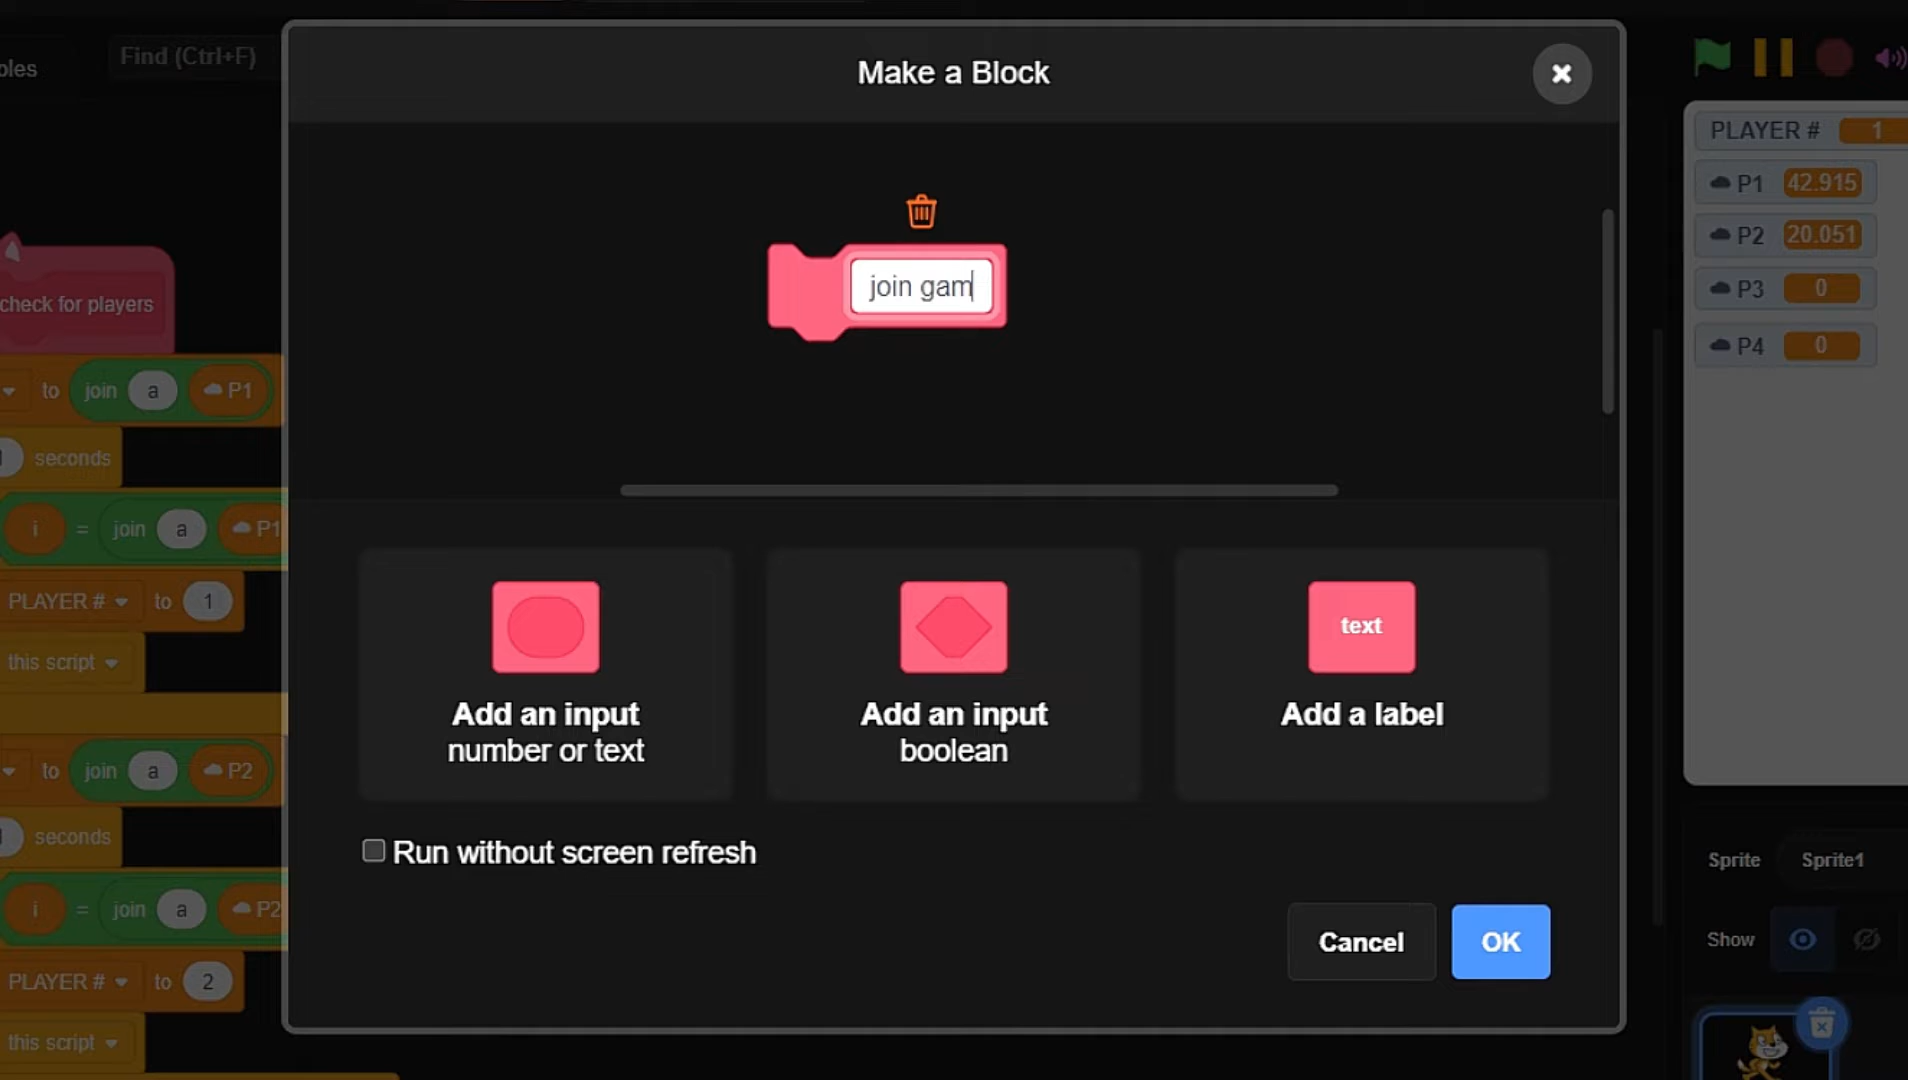 Make a Block
Find (Ctrl+F)
join gam
check for players
to join a P1
seconds
i = join a P1
PLAYER # to 1
this script
to join a P2
seconds
i = join a P2
PLAYER # to 2
this script
Add an input
number or text
Add an input
boolean
text
Add a label
Run without screen refresh
Cancel
OK
PLAYER # 1
P1 42.915
P2 20.051
P3 0
P4 0
Sprite Sprite1
Show